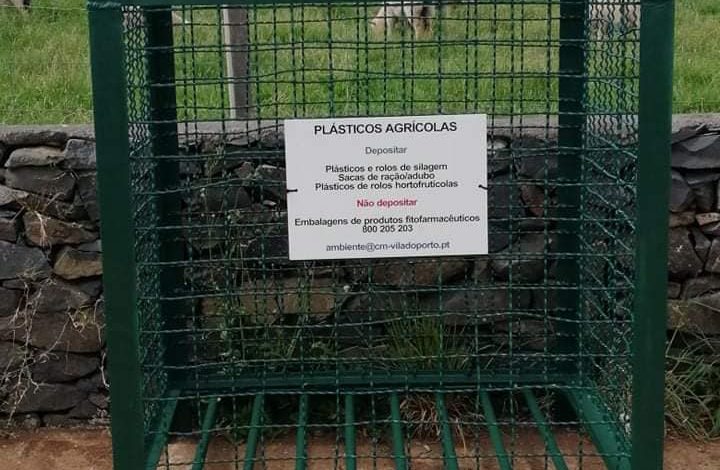 PLÁSTICOS AGRÍCOLAS
Depositar
Plásticos e rolos de silagem
Sacas de ração/adubo
Plásticos de rolos hortofrutícolas
Não depositar
Embalagens de produtos fitofarmacêuticos
800 205 203
ambiente@cm-viladoporto.pt